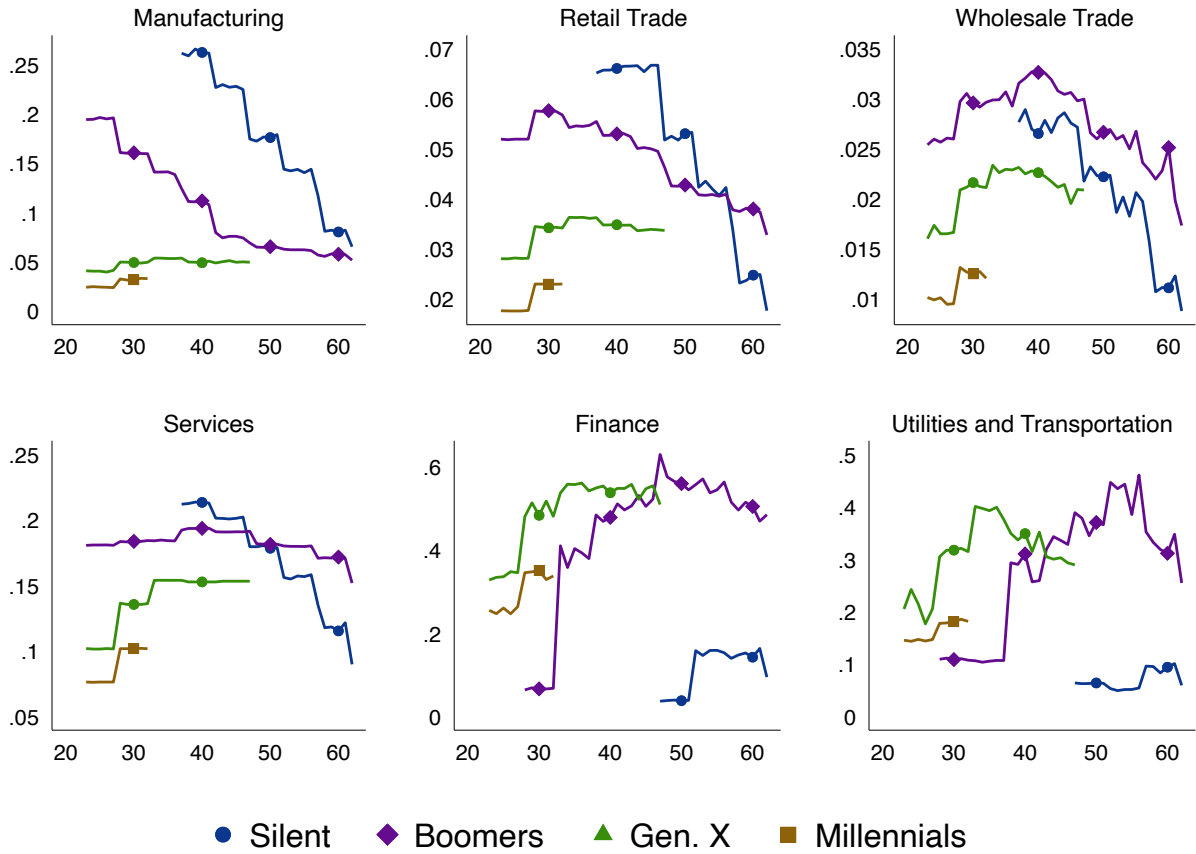 Manufacturing
.25
.2
.15
.1
.05
0
20 30 40 50 60
Retail Trade
.07
.06
.05
.04
.03
.02
20 30 40 50 60
Wholesale Trade
.035
.03
.025
.02
.015
.01
20 30 40 50 60
Services
.25
.2
.15
.1
.05
20 30 40 50 60
Finance
.6
.4
.2
0
20 30 40 50 60
Utilities and Transportation
.5
.4
.3
.2
.1
0
20 30 40 50 60
Silent Boomers Gen. X Millennials